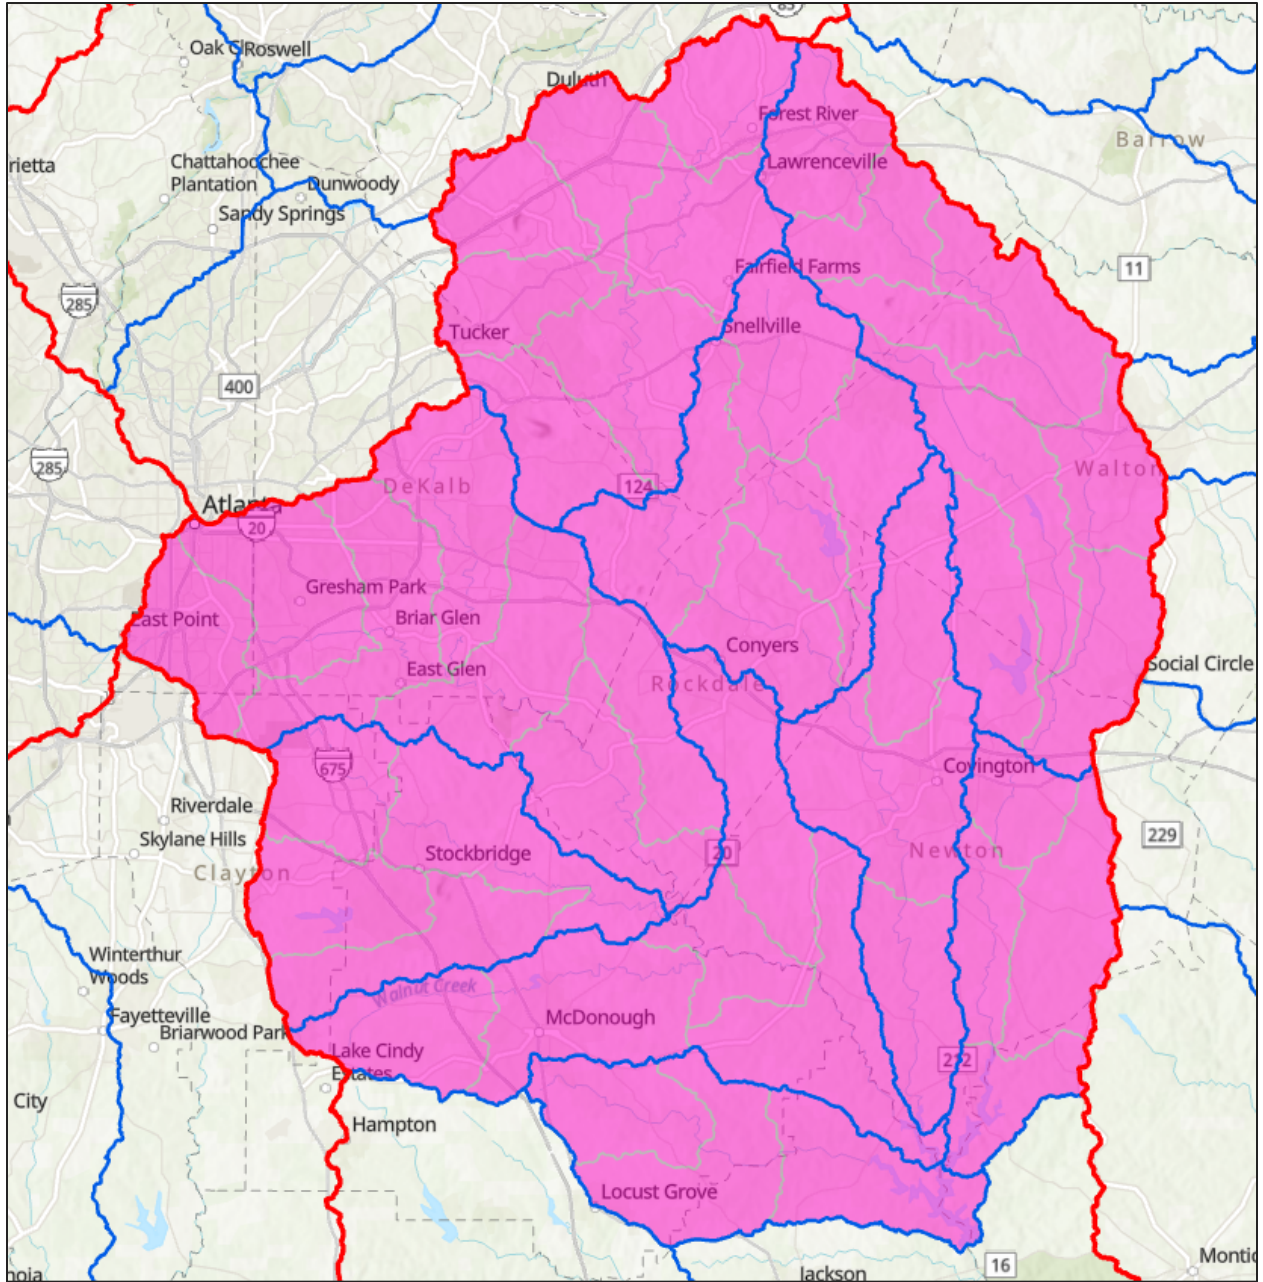 85
Oak
Roswell
Duluth
Forest River
Barrow
rietta
Chattahoochee
Plantation
Dunwoody
Lawrenceville
Sandy Springs
Fairfield Farms
11
285
Tucker
Snellville
400
285
DeKalb
124
Walton
Atlanta
20
Gresham Park
East Point
Briar Glen
Conyers
East Glen
Rockdale
Social Circle
675
Covington
Riverdale
Skylane Hills
229
Stockbridge
20
Newton
Clayton
Winterthur
Woods
Walnut Creek
Fayetteville
Briarwood Park
McDonough
Lake Cindy
Estates
212
City
Hampton
Locust Grove
16
Jackson
Montic
noia